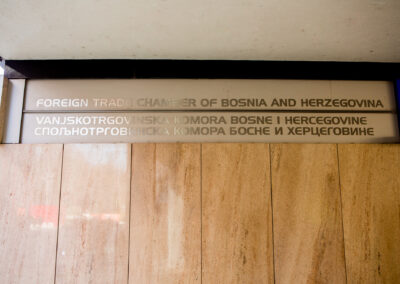 FOREIGN TRADE CHAMBER OF BOSNIA AND HERZEGOVINA
VANJSKOTRGOVINSKA KOMORA BOSNE I HERCEGOVINE
СПОЉНОТРГОВИНСКА КОМОРА БОСНЕ И ХЕРЦЕГОВИНЕ